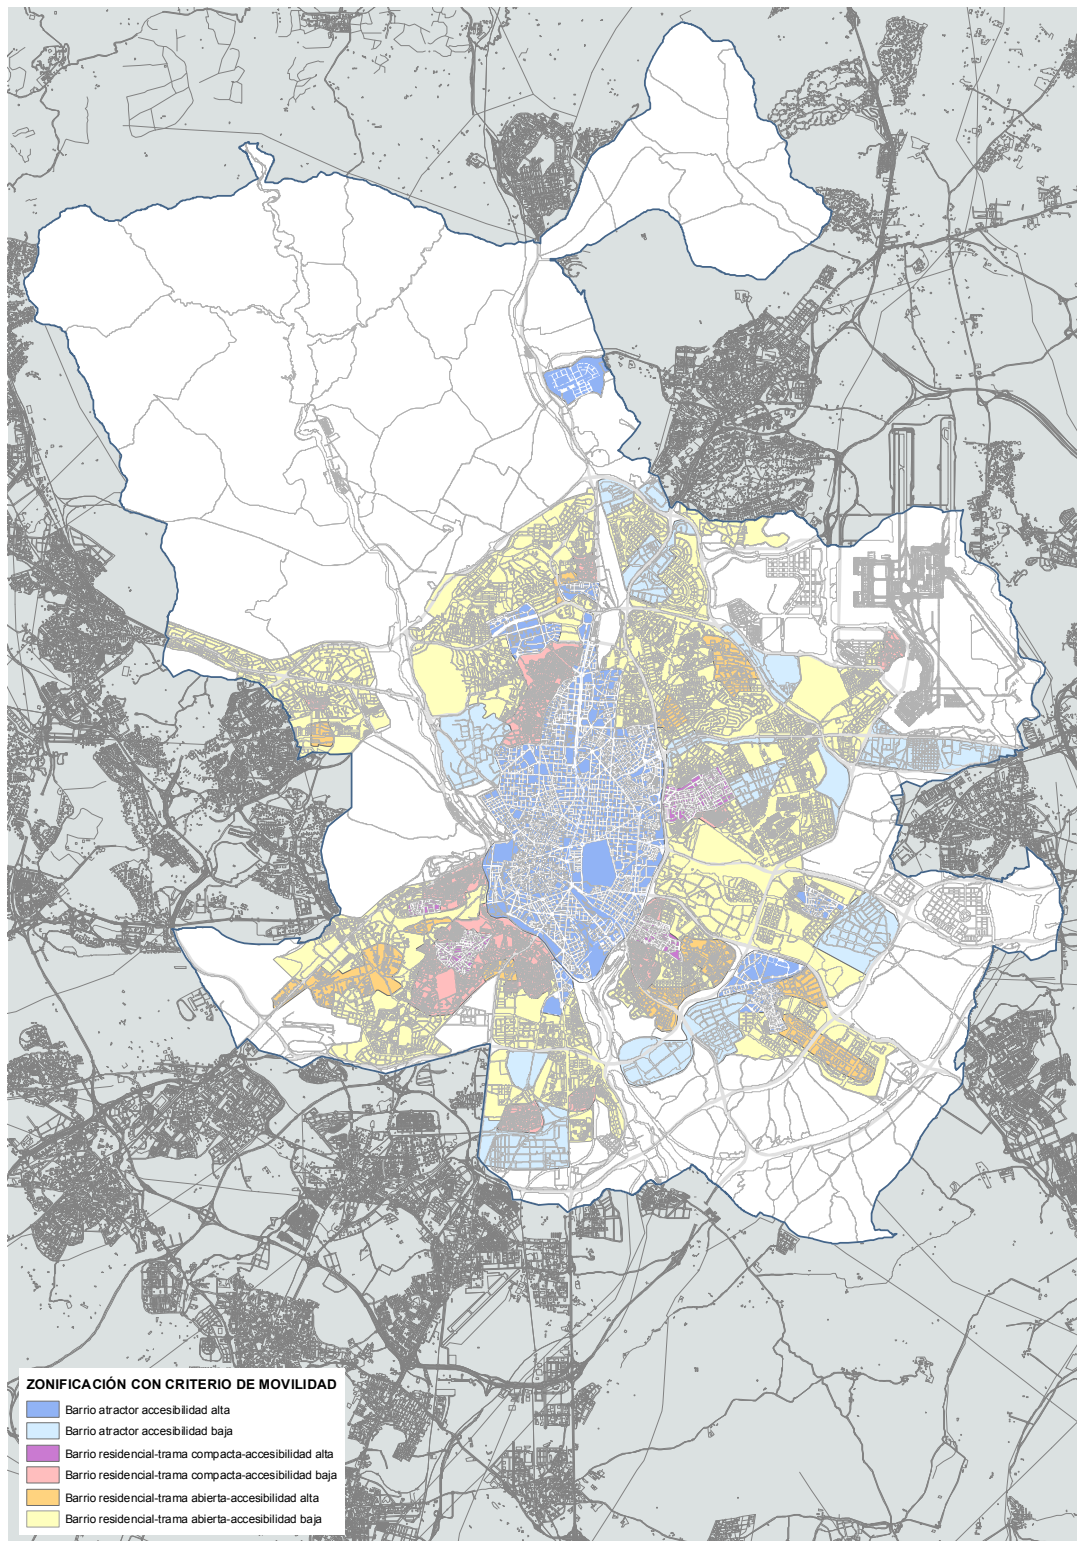 ZONIFICACIÓN CON CRITERIO DE MOVILIDAD
Barrio atractor accesibilidad alta
Barrio atractor accesibilidad baja
Barrio residencial-trama compacta-accesibilidad alta
Barrio residencial-trama compacta-accesibilidad baja
Barrio residencial-trama abierta-accesibilidad alta
Barrio residencial-trama abierta-accesibilidad baja